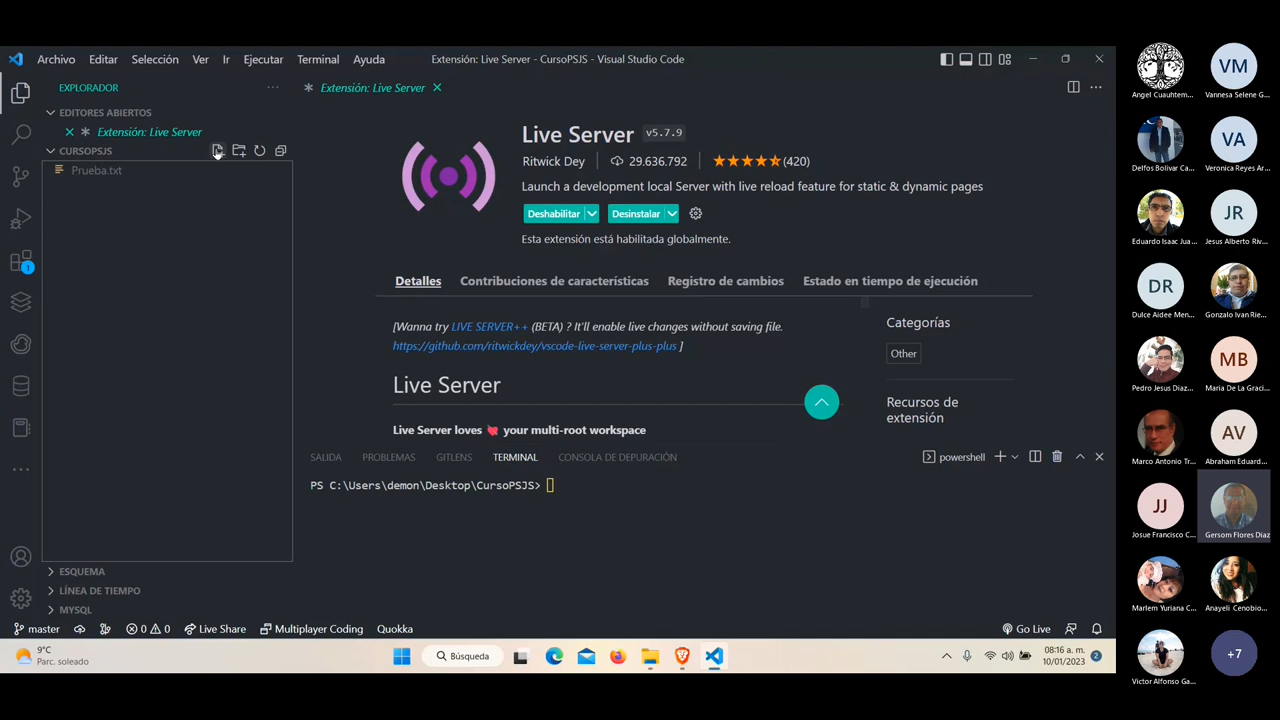 Archivo Editar Selección Ver Ir Ejecutar Terminal Ayuda
Extensión: Live Server - CursoPSJS - Visual Studio Code
EXPLORADOR
EDITORES ABIERTOS
Extensión: Live Server
CURSOPSJS
Prueba.txt
1
ESQUEMA
LÍNEA DE TIEMPO
MYSQL
Extensión: Live Server
Live Server v5.7.9
Ritwick Dey 29.636.792 (420)
Launch a development local Server with live reload feature for static & dynamic pages
Deshabilitar Desinstalar
Esta extensión está habilitada globalmente.
Detalles Contribuciones de características Registro de cambios Estado en tiempo de ejecución
[Wanna try LIVE SERVER++ (BETA) ? It'll enable live changes without saving file.
https://github.com/ritwickdey/vscode-live-server-plus-plus ]
Live Server
Live Server loves 💘 your multi-root workspace
Categorías
Other
Recursos de
extensión
SALIDA PROBLEMAS GITLENS TERMINAL CONSOLA DE DEPURACIÓN
powershell
PS C:\Users\demon\Desktop\CursoPSJS>
master 0 0 Live Share Multiplayer Coding Quokka Go Live
9°C
Parc. soleado
Búsqueda
08:16 a. m.
10/01/2023
2
VM
Angel Cuauhtem... Vannesa Selene G...
VA
Delfos Bolivar Ca... Veronica Reyes Ar...
JR
Eduardo Isaac Jua... Jesus Alberto Riv...
DR
Dulce Aidee Men... Gonzalo Ivan Rie...
MB
Pedro Jesus Diaz... Maria De La Graci...
AV
Marco Antonio Tr... Abraham Eduard...
JJ
Josue Francisco C... Gersom Flores Diaz
Marlem Yuriana C... Anayeli Cenobio...
+7
Victor Alfonso Ga...